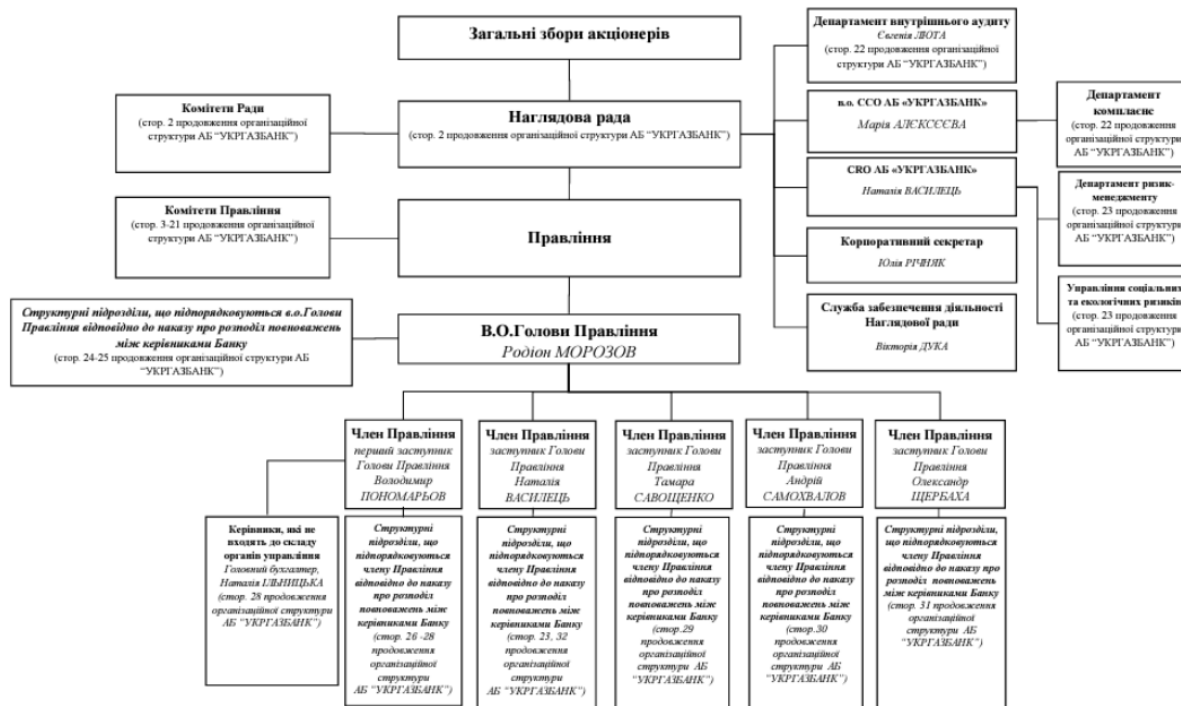 Загальні збори акціонерів
Департамент внутрішнього аудиту
Євгенія ЛЮТА
(стор. 22 продовження організаційної
структури АБ “УКРГАЗБАНК”)
Комітети Ради
(стор. 2 продовження організаційної
структури АБ “УКРГАЗБАНК”)
Наглядова рада
(стор. 2 продовження організаційної структури АБ “УКРГАЗБАНК”)
в.о. ССО АБ «УКРГАЗБАНК»
Марія АЛЄКСЄЄВА
Департамент
комплаєнс
(стор. 22 продовження
організаційної структури
АБ “УКРГАЗБАНК”)
CRO АБ «УКРГАЗБАНК»
Наталія ВАСИЛЕЦЬ
Департамент ризик-
менеджменту
(стор. 23 продовження
організаційної структури
АБ “УКРГАЗБАНК”)
Комітети Правління
(стор. 3-21 продовження організаційної
структури АБ “УКРГАЗБАНК”)
Правління
Корпоративний секретар
Юлія РІЧНЯК
Управління соціальних
та екологічних ризиків
(стор. 23 продовження
організаційної структури
АБ “УКРГАЗБАНК”)
Структурні підрозділи, що підпорядковуються в.о.Голови
Правління відповідно до наказу про розподіл повноважень
між керівниками Банку
(стор. 24-25 продовження організаційної структури АБ
“УКРГАЗБАНК”)
В.О.Голови Правління
Родіон МОРОЗОВ
Служба забезпечення діяльності
Наглядової ради
Вікторія ДУКА
Член Правління
перший заступник
Голови Правління
Володимир
ПОНОМАРЬОВ
Член Правління
заступник Голови
Правління
Наталія
ВАСИЛЕЦЬ
Член Правління
заступник Голови
Правління
Тамара
САВОЩЕНКО
Член Правління
заступник Голови
Правління
Андрій
САМОХВАЛОВ
Член Правління
заступник Голови
Правління
Олександр
ЩЕРБАХА
Керівники, які не
входять до складу
органів управління
Головний бухгалтер,
Наталія ІЛЬНИЦЬКА
(стор. 28 продовження
організаційної структури
АБ “УКРГАЗБАНК”)
Структурні
підрозділи, що
підпорядковуються
члену Правління
відповідно до наказу
про розподіл
повноважень між
керівниками Банку
(стор. 26 -28
продовження
організаційної
структури
АБ “УКРГАЗБАНК”)
Структурні
підрозділи, що
підпорядковуються
члену Правління
відповідно до наказу
про розподіл
повноважень між
керівниками Банку
(стор. 23, 32
продовження
організаційної
структури
АБ “УКРГАЗБАНК”)
Структурні
підрозділи, що
підпорядковуються
члену Правління
відповідно до наказу
про розподіл
повноважень між
керівниками Банку
(стор.29
продовження
організаційної
структури АБ
“УКРГАЗБАНК”)
Структурні
підрозділи, що
підпорядковуються
члену Правління
відповідно до наказу
про розподіл
повноважень між
керівниками Банку
(стор.30
продовження
організаційної
структури АБ
“УКРГАЗБАНК”)
Структурні підрозділи,
що підпорядковуються
члену Правління
відповідно до наказу про
розподіл повноважень
між керівниками Банку
(стор. 31 продовження
організаційної
структури АБ
“УКРГАЗБАНК”)